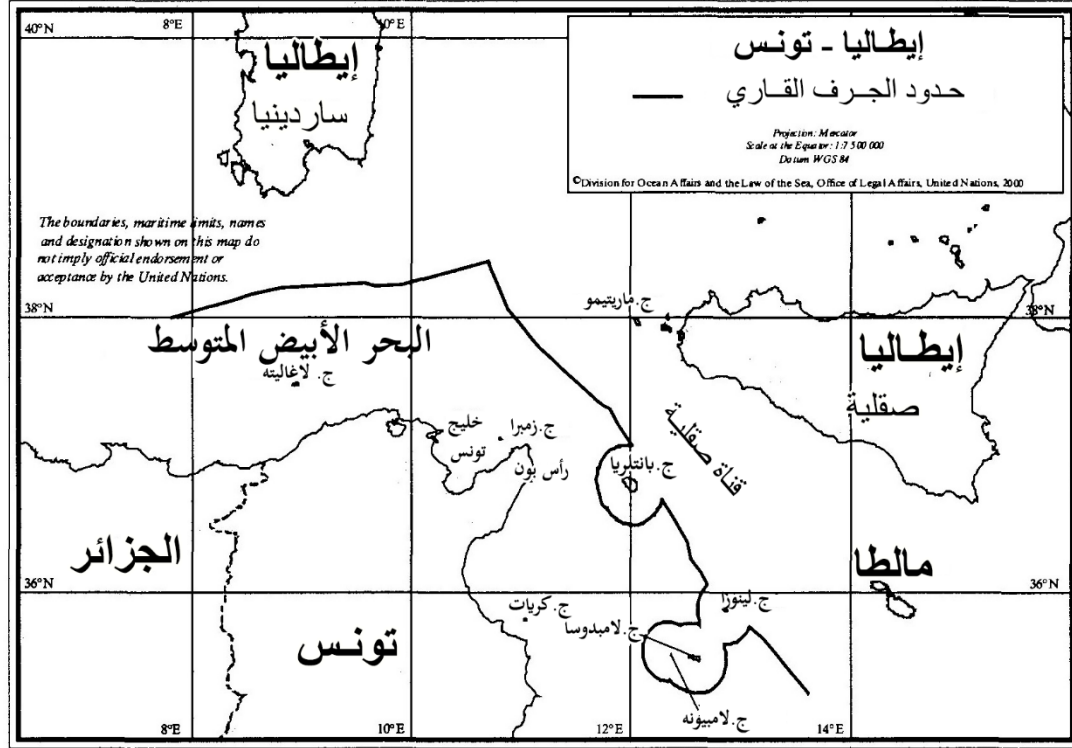 8°E
10°E
40°N
إيطاليا - تونس
حدود الجرف القاري
Projection: Mercator
Scale at the Equator: 1:7 500 000
Datum WGS 84
©Division for Ocean Affairs and the Law of the Sea, Office of Legal Affairs, United Nations, 2000
إيطاليا
ساردينيا
The boundaries, maritime limits, names
and designation shown on this map do
not imply official endorsement or
acceptance by the United Nations.
38°N
38°N
ج. ماريتيمو
البحر الأبيض المتوسط
ج. لاغاليته
إيطاليا
صقلية
قناة صقلية
خليج
تونس
ج. زمبرا
رأس بون
ج. بانتلريا
الجزائر
مالطا
36°N
36°N
ج. لينوزا
ج. كريات
ج. لامبدوسا
تونس
ج. لامبيونه
8°E
10°E
12°E
14°E